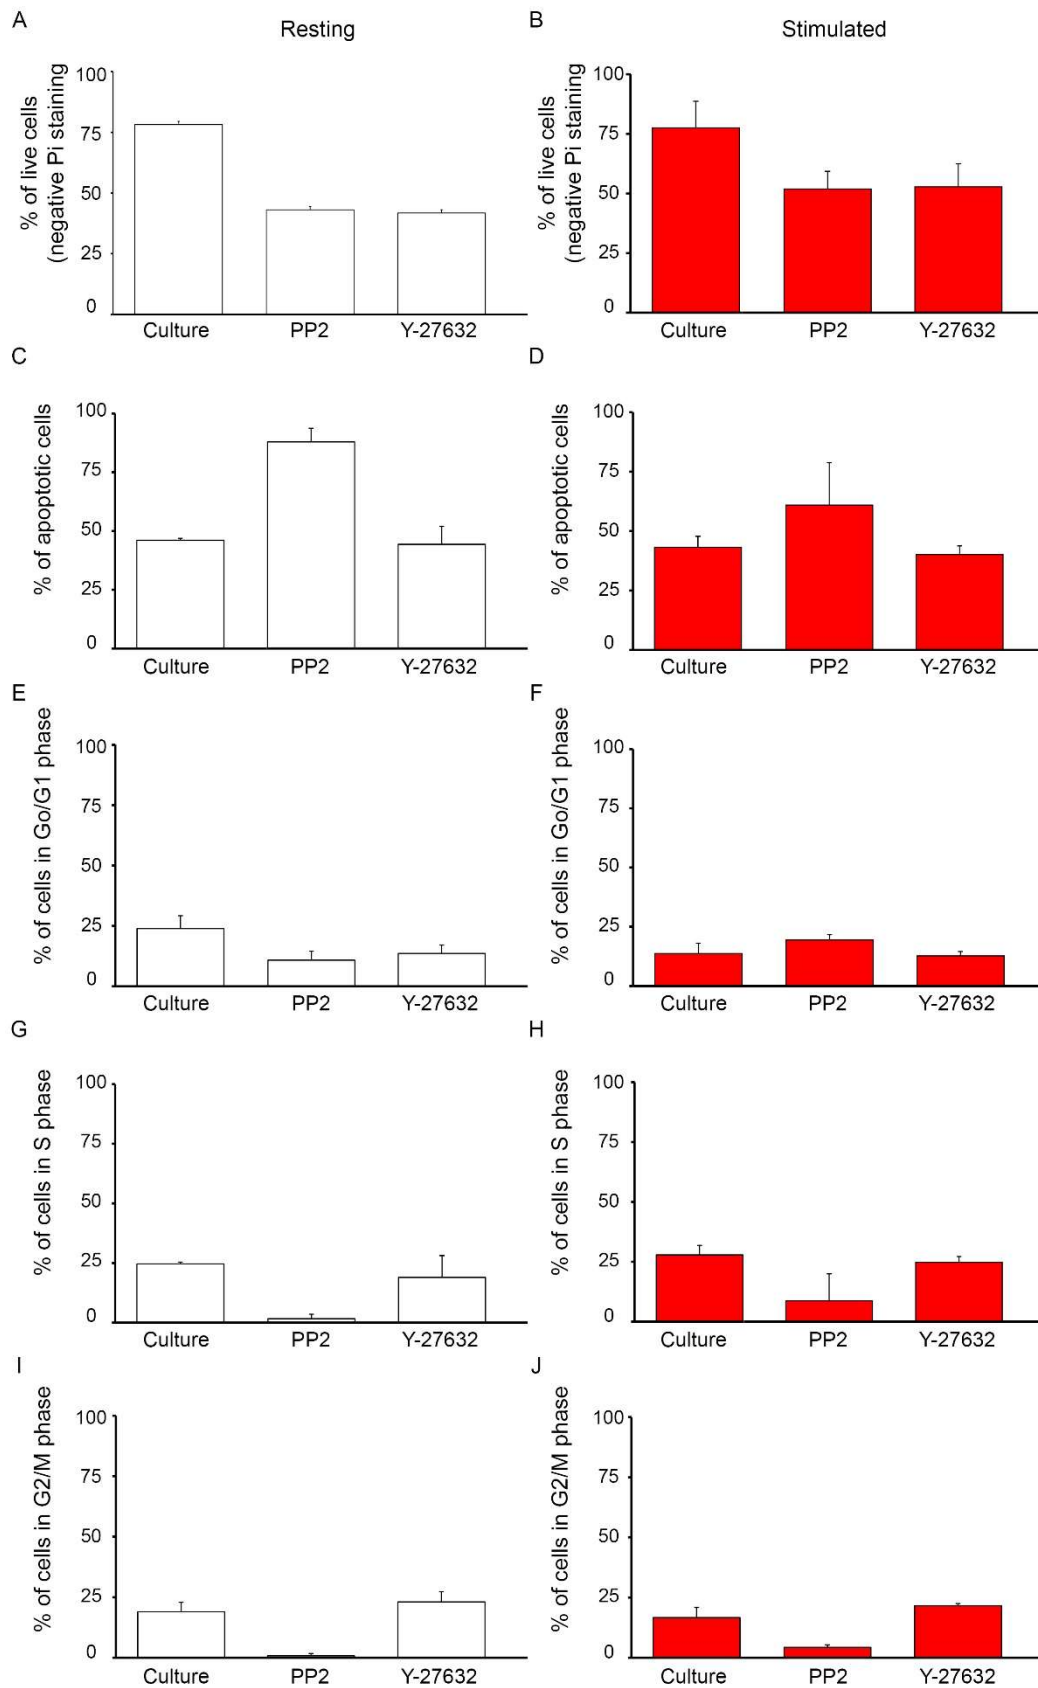 A
Resting
% of live cells
(negative Pi staining
100
75
50
25
0
Culture
PP2
Y-27632
B
Stimulated
% of live cells
(negative Pi staining
100
75
50
25
0
Culture
PP2
Y-27632
C
% of apoptotic cells
100
75
50
25
0
Culture
PP2
Y-27632
D
% of apoptotic cells
100
75
50
25
0
Culture
PP2
Y-27632
E
% of cells in Go/G1 phase
100
75
50
25
0
Culture
PP2
Y-27632
F
% of cells in Go/G1 phase
100
75
50
25
0
Culture
PP2
Y-27632
G
% of cells in S phase
100
75
50
25
0
Culture
PP2
Y-27632
H
% of cells in S phase
100
75
50
25
0
Culture
PP2
Y-27632
I
% of cells in G2/M phase
100
75
50
25
0
Culture
PP2
Y-27632
J
% of cells in G2/M phase
100
75
50
25
0
Culture
PP2
Y-27632